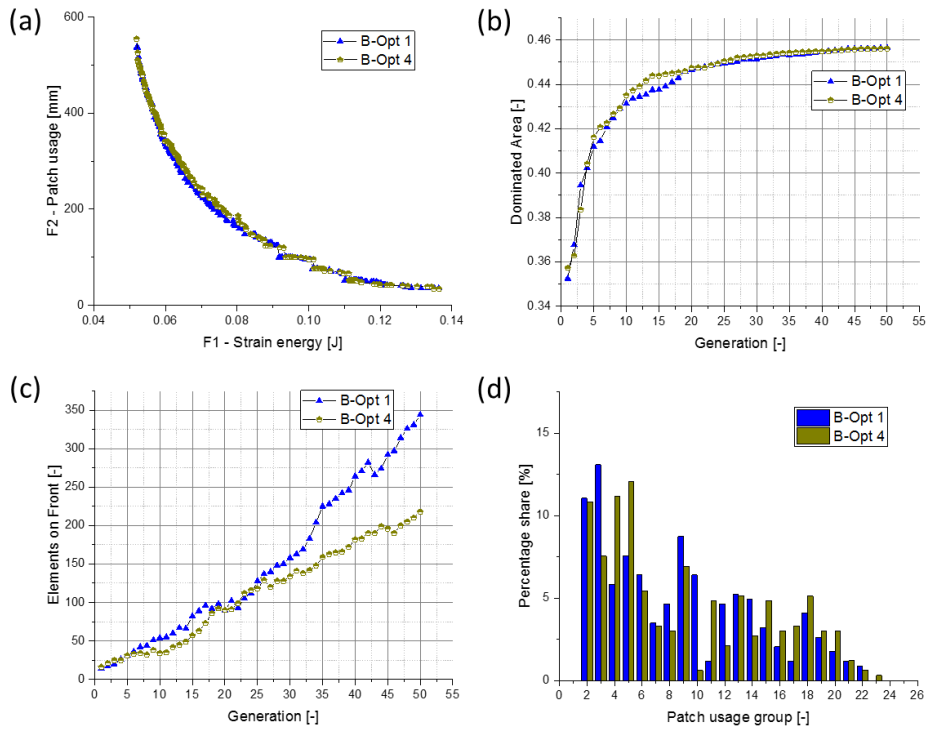 (a)
600
400
200
0
0.04 0.06 0.08 0.10 0.12 0.14
F2 - Patch usage [mm]
F1 - Strain energy [J]
B-Opt 1
B-Opt 4
(b)
0.46
0.44
0.42
0.40
0.38
0.36
0.34
0 5 10 15 20 25 30 35 40 45 50 55
Dominated Area [-]
Generation [-]
B-Opt 1
B-Opt 4
(c)
350
300
250
200
150
100
50
0
0 5 10 15 20 25 30 35 40 45 50 55
Elements on Front [-]
Generation [-]
B-Opt 1
B-Opt 4
(d)
15
10
5
0
0 2 4 6 8 10 12 14 16 18 20 22 24 26
Percentage share [%]
Patch usage group [-]
B-Opt 1
B-Opt 4